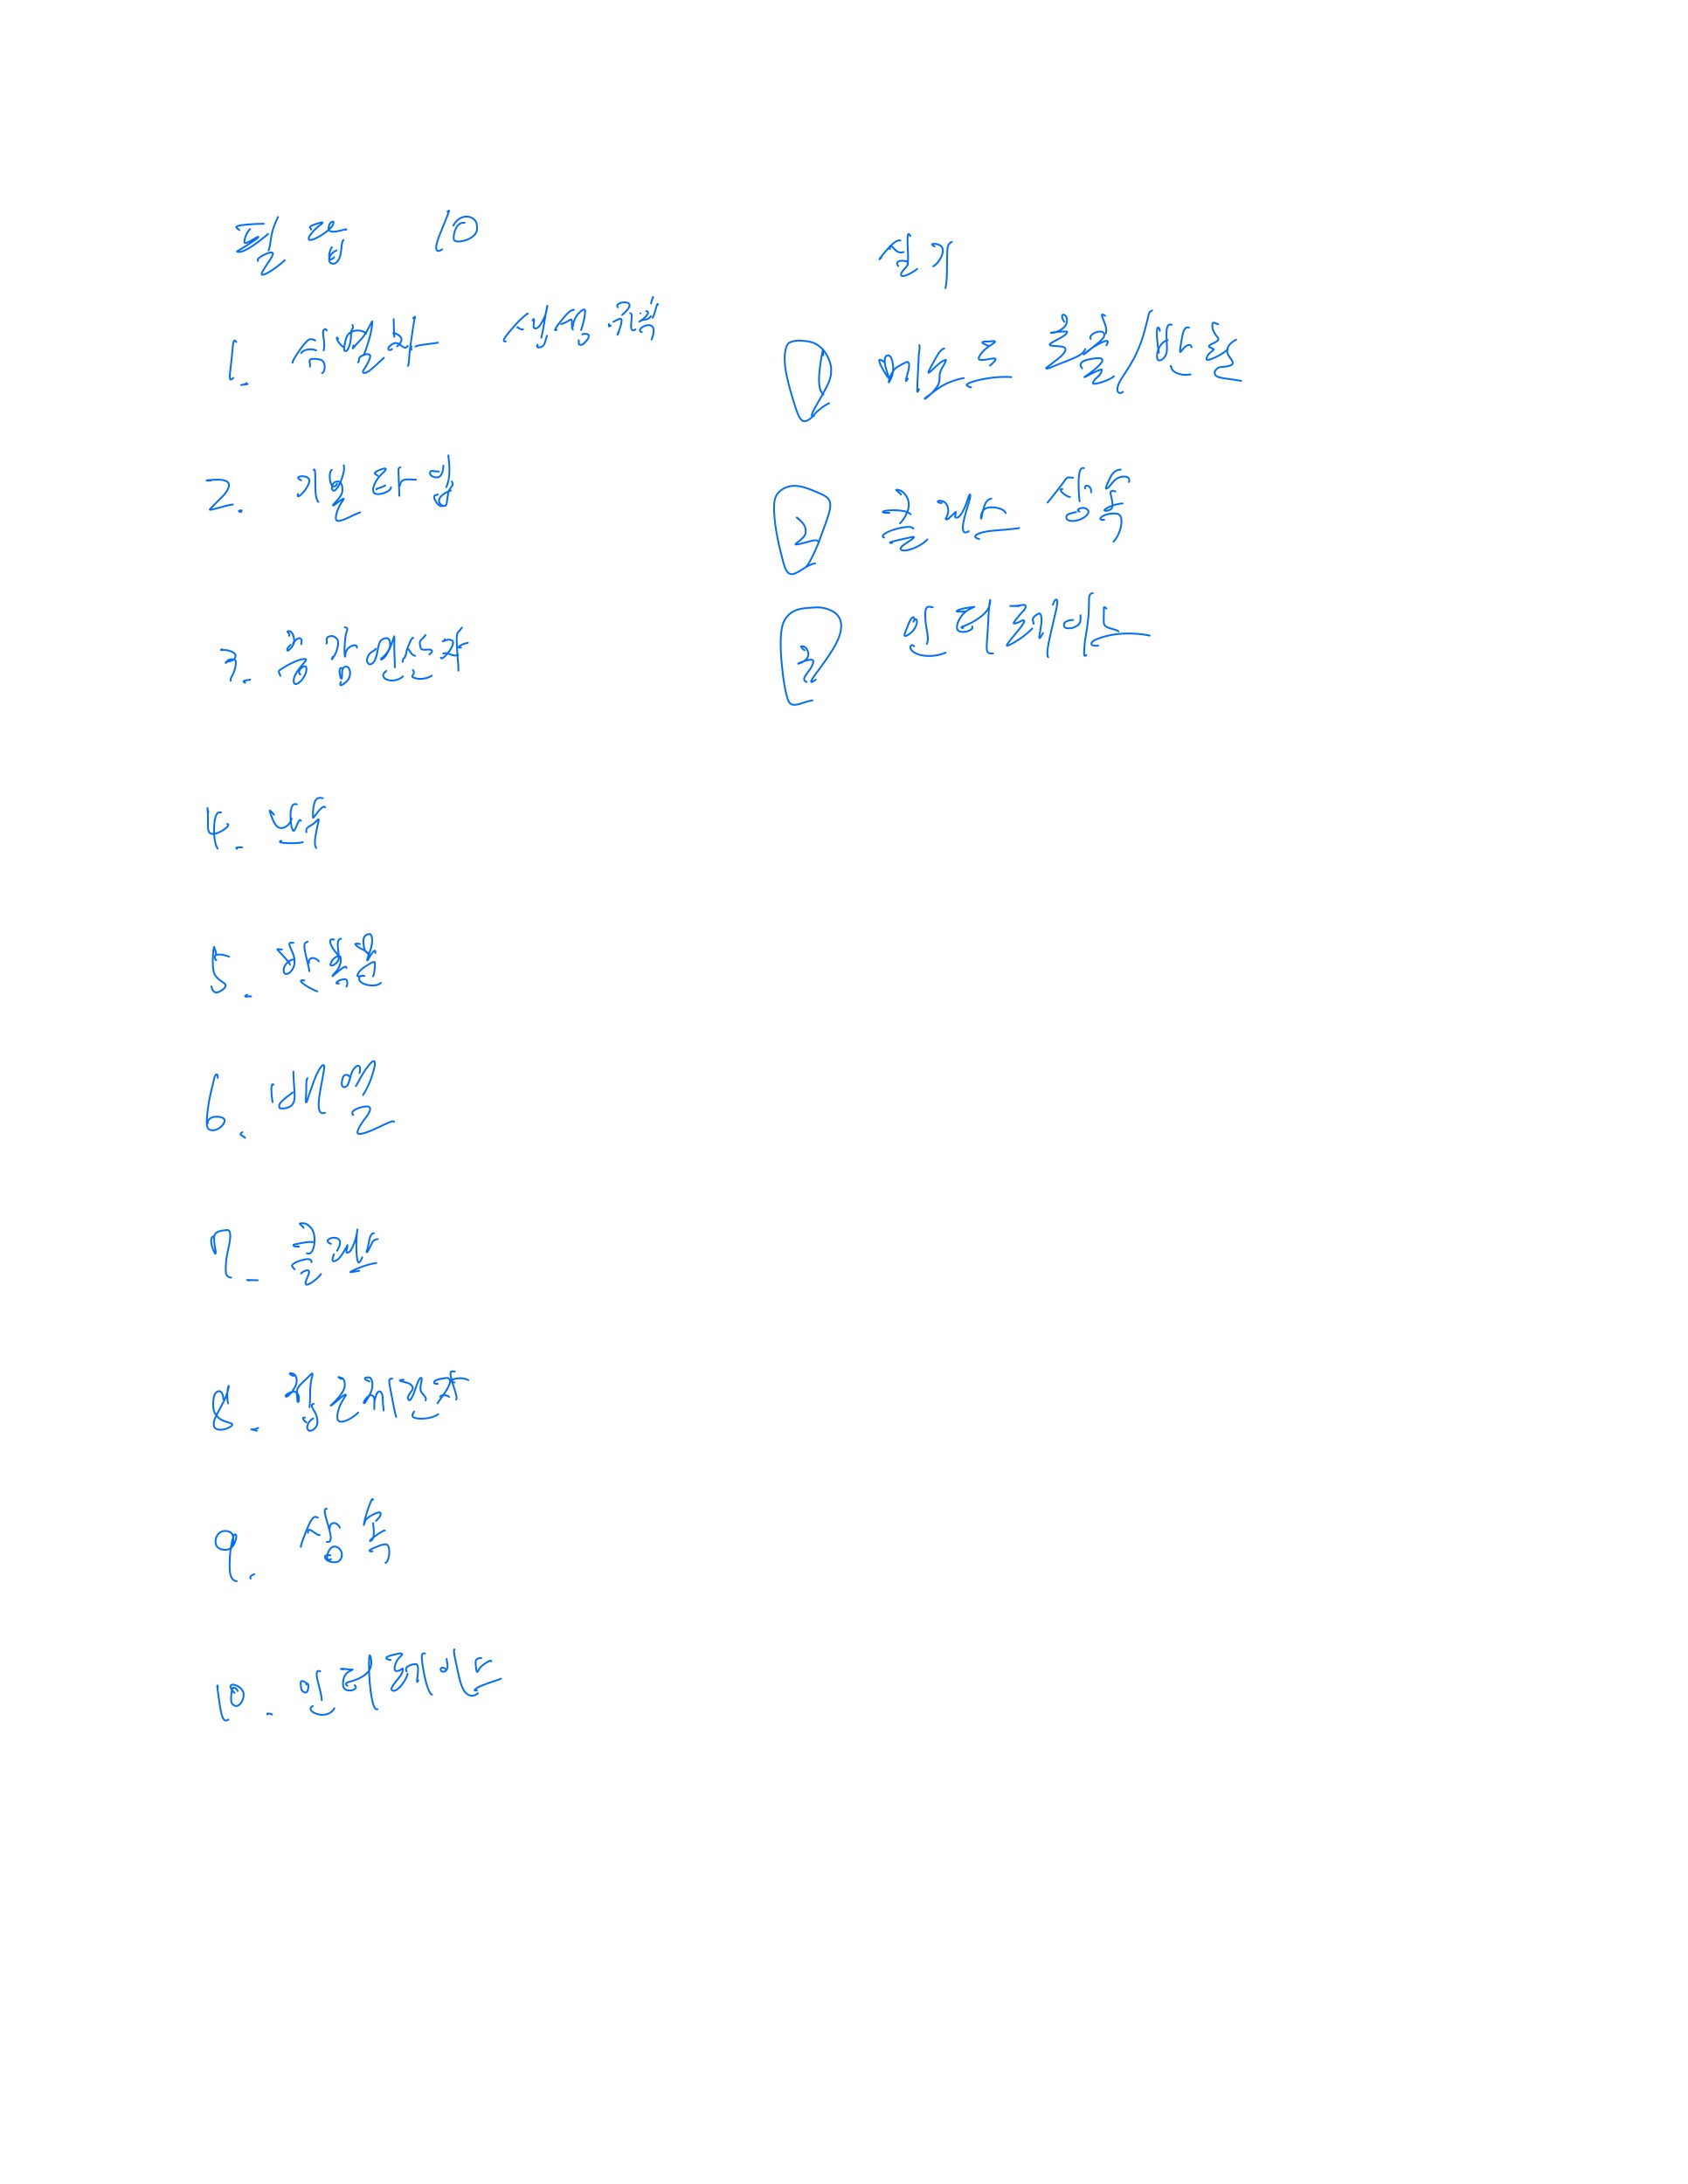 필답 10
1. 식별자 생성규칙
2. 기본타입
3. 증감연산자
4. 변수
5. 반복문
6. 배열
7. 클래스
8. 접근제한자
9. 상속
10. 인터페이스
실기
1 메소드 호출/반환
2 클래스 상속
3 인터페이스